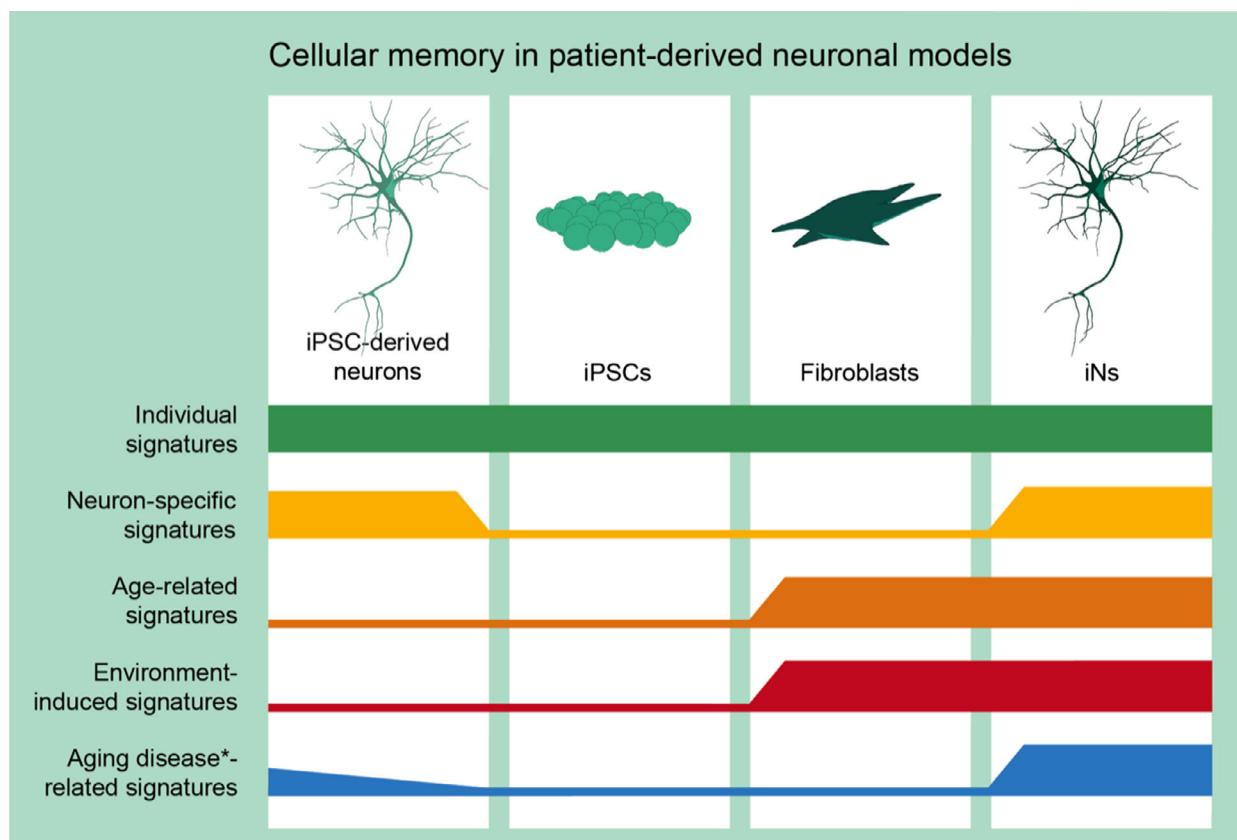 Cellular memory in patient-derived neuronal models
iPSC-derived
neurons
iPSCs
Fibroblasts
iNs
Individual
signatures
Neuron-specific
signatures
Age-related
signatures
Environment-
induced signatures
Aging disease*-
related signatures